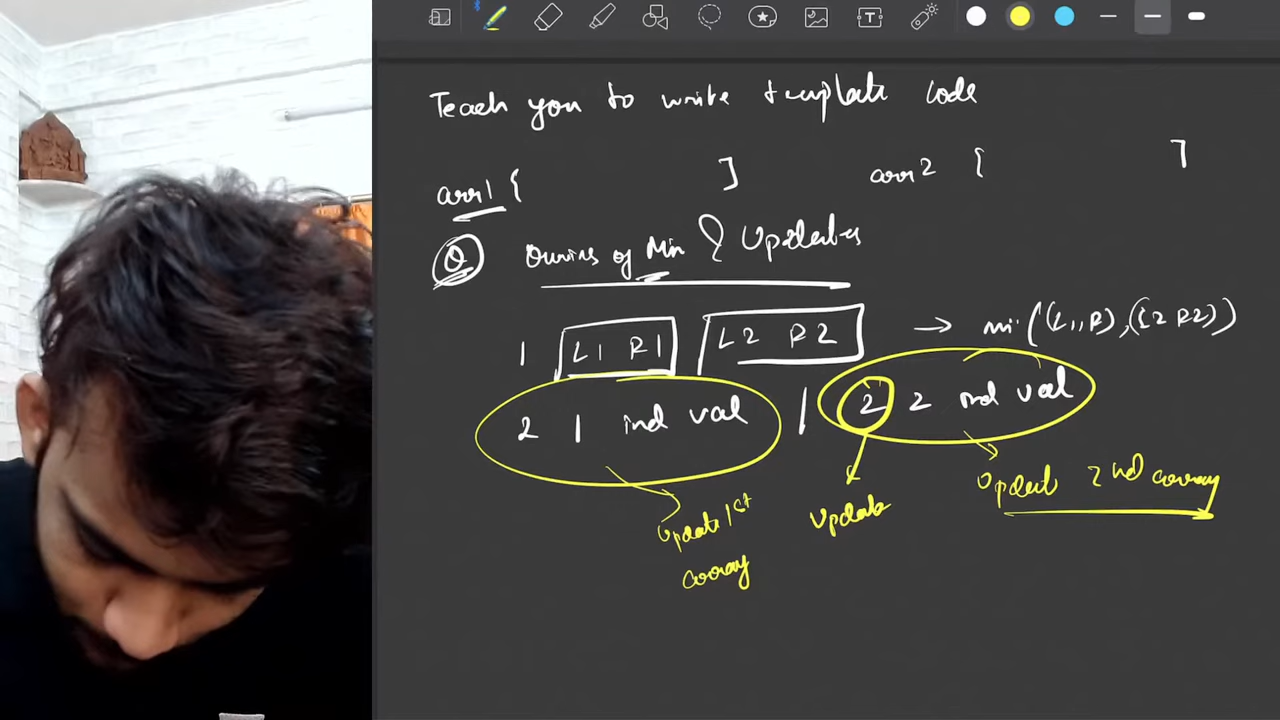 Teach you to write template code
arr1 [ ] arr2 [ ]
Q Queries of Min & Updates
1 L1 R1 L2 R2 → min((L1,R),(L2 R2))
2 1 ind val | 2 2 ind val
Update 1st array
Update
Update 2nd array